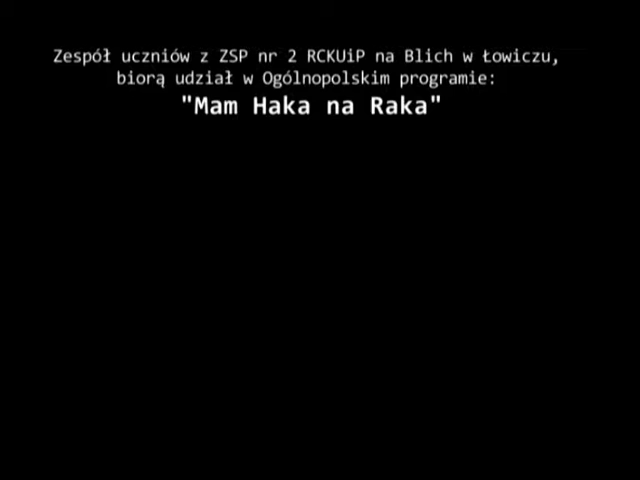 Zespół uczniów z ZSP nr 2 RCKUiP na Blich w Łowiczu,
biorą udział w Ogólnopolskim programie:
"Mam Haka na Raka"